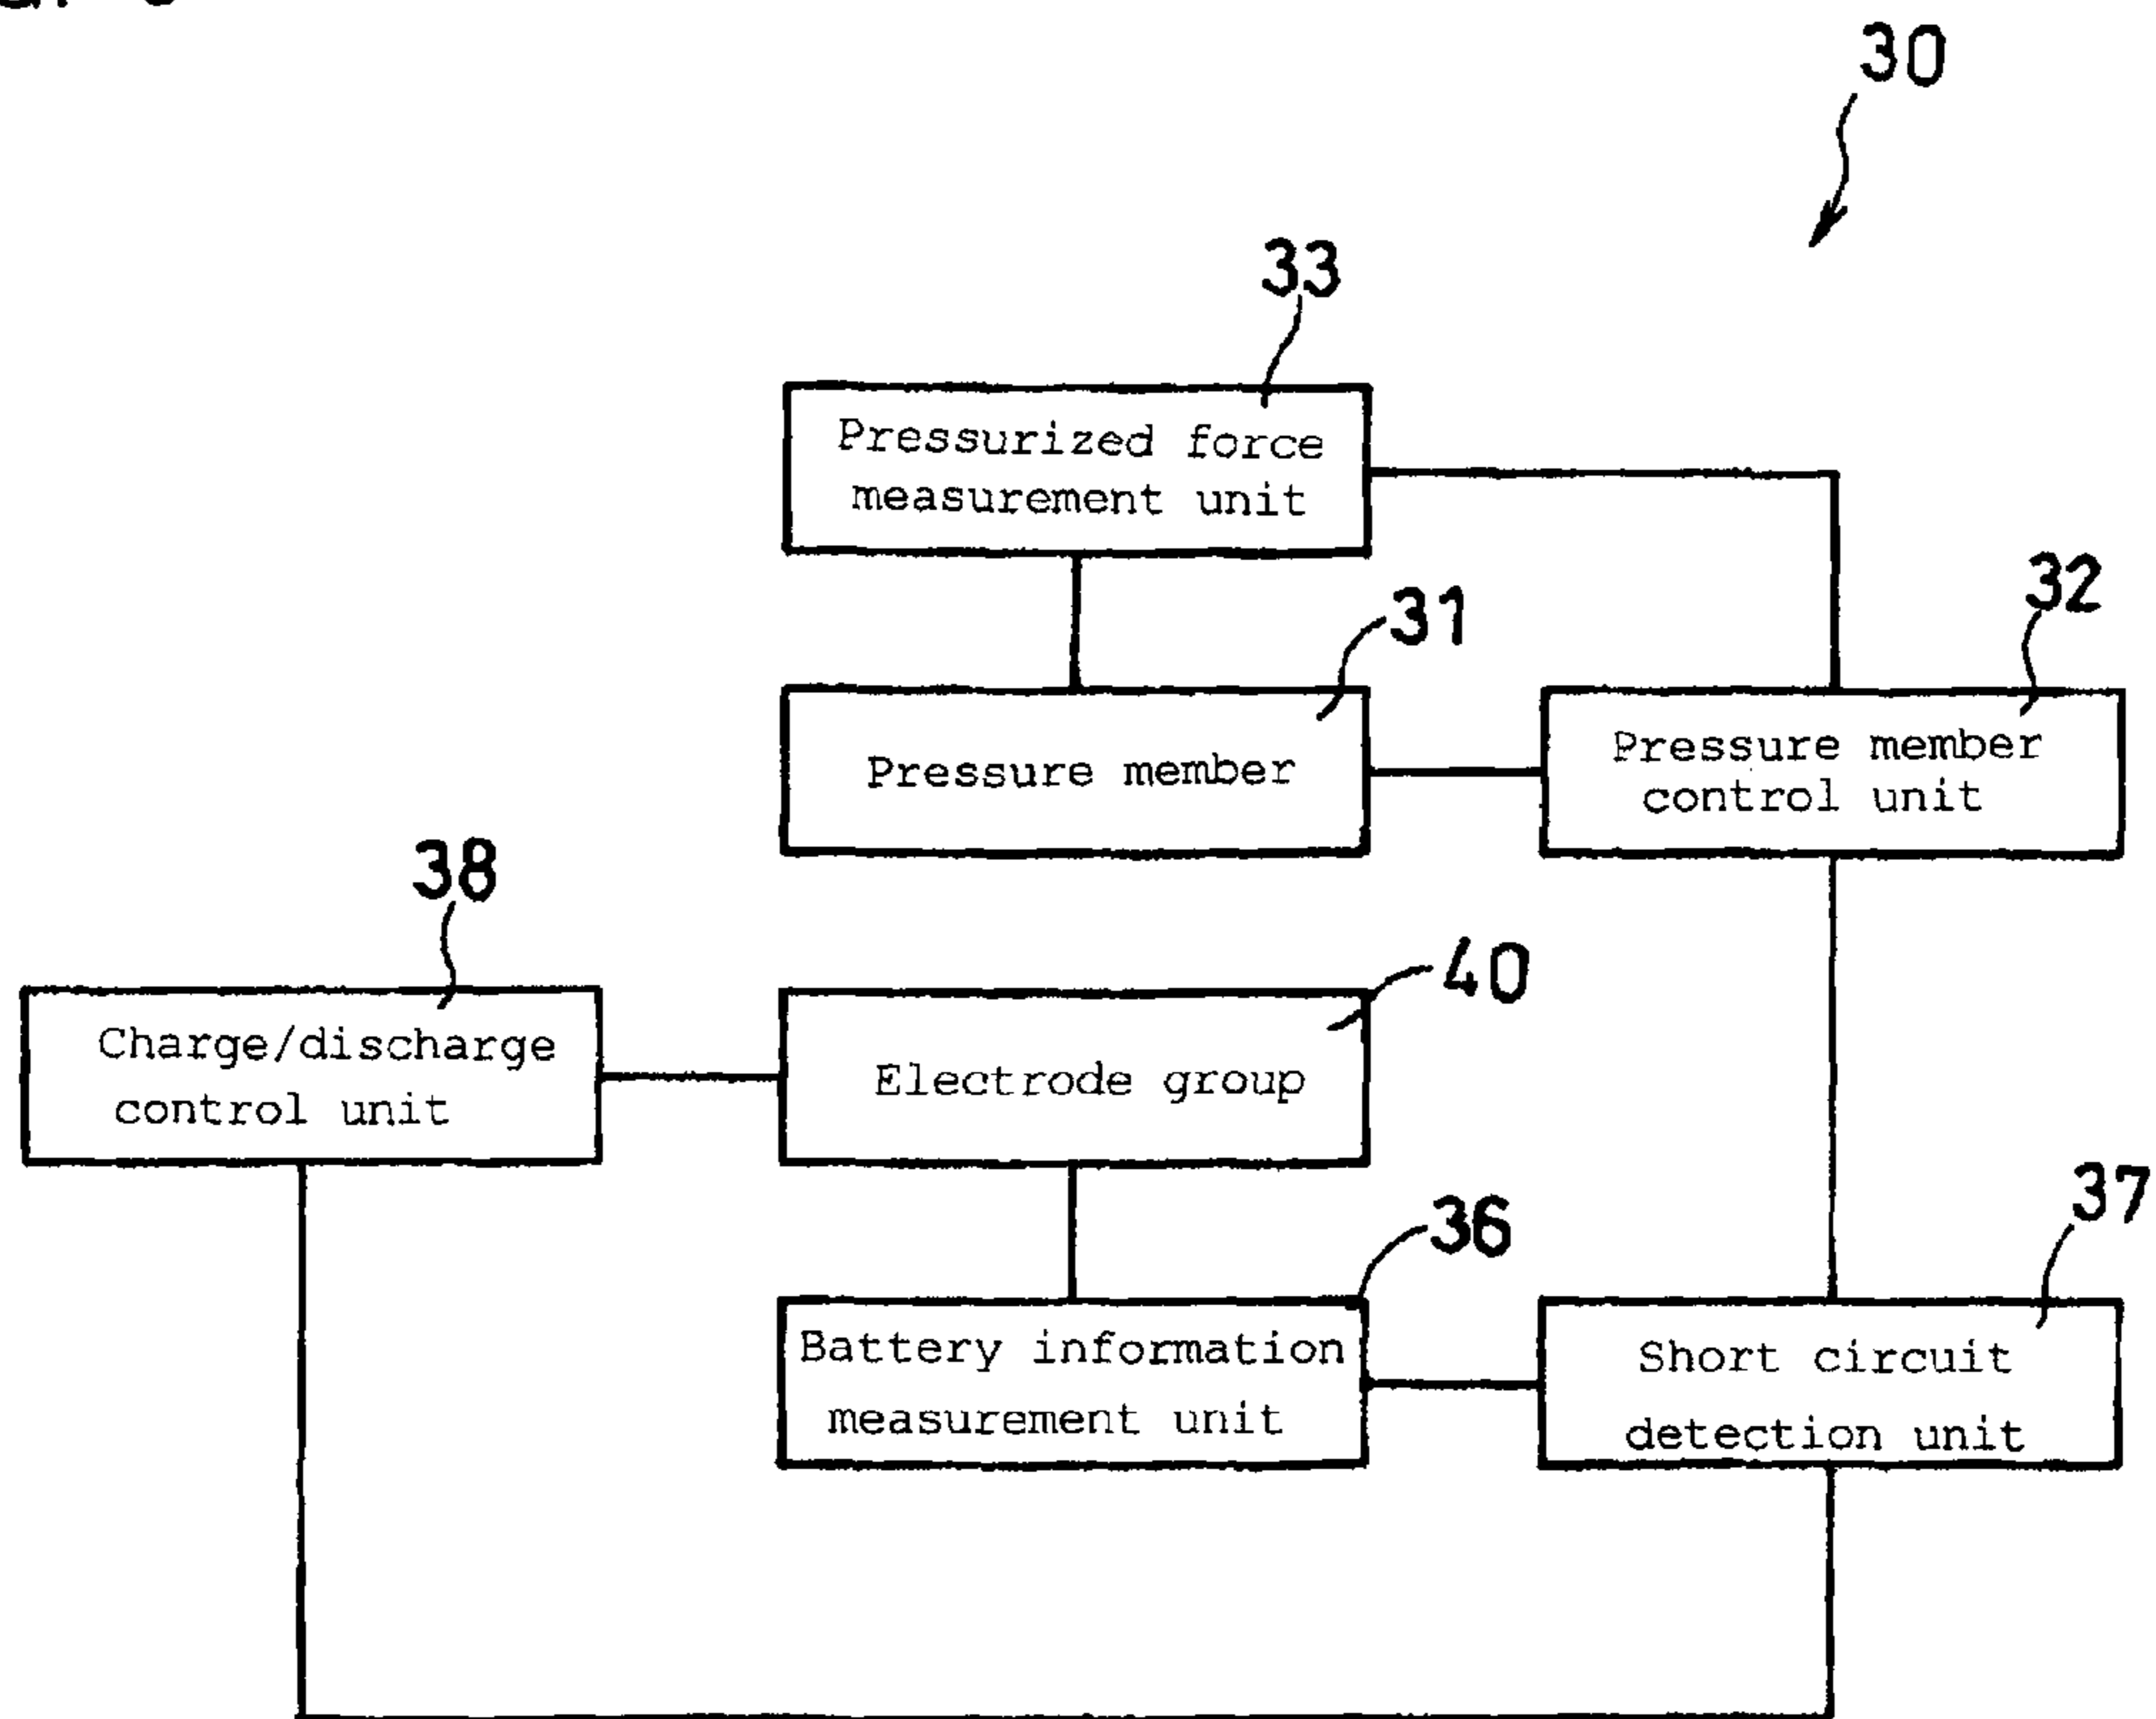 30
33
Pressurized force
measurement unit
31
32
Pressure member
Pressure member
control unit
38
40
Charge/discharge
control unit
Electrode group
36
37
Battery information
measurement unit
Short circuit
detection unit